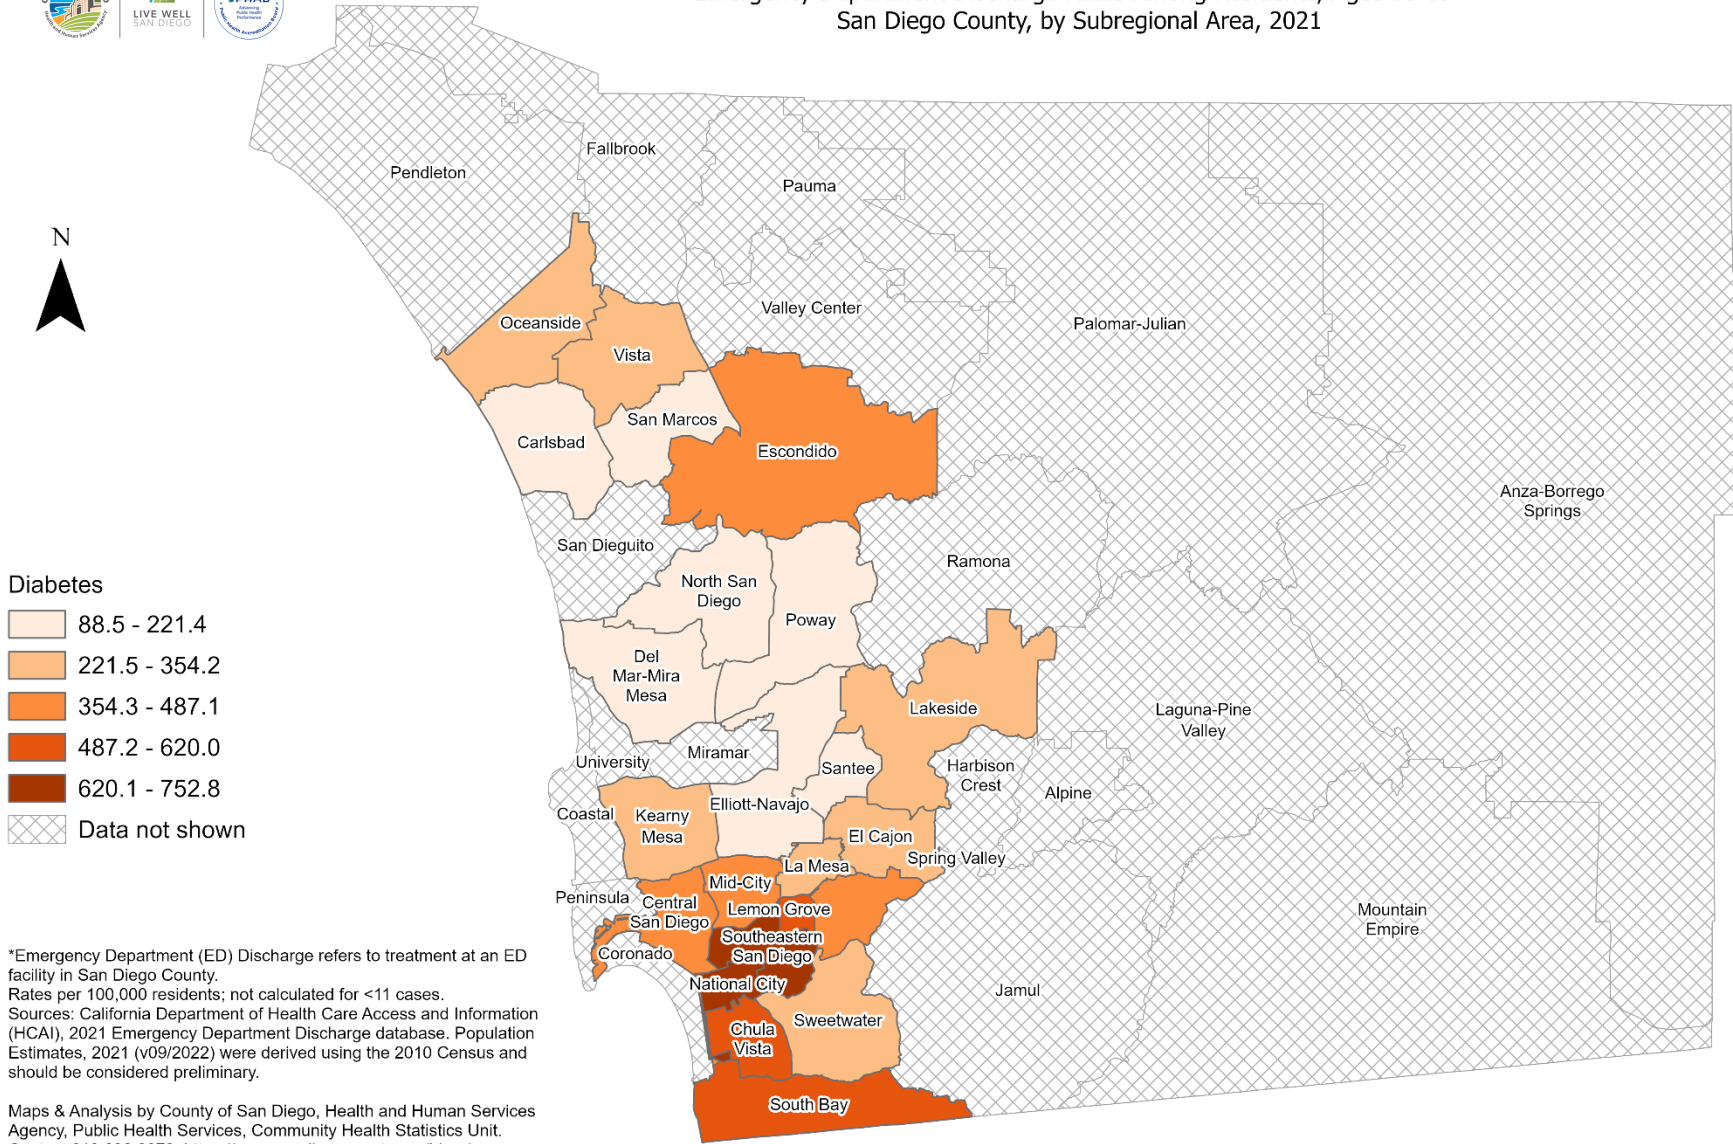 LIVE WELL
SAN DIEGO
San Diego County, by Subregional Area, 2021
Fallbrook
Pendleton
Pauma
N
Valley Center
Oceanside
Palomar-Julian
Vista
San Marcos
Carlsbad
Escondido
Anza-Borrego
Springs
San Dieguito
Ramona
North San
Diego
Poway
Del
Mar-Mira
Mesa
Lakeside
Laguna-Pine
Valley
Miramar
University
Santee
Harbison
Crest
Alpine
Elliott-Navajo
Coastal
Kearny
Mesa
El Cajon
Spring Valley
La Mesa
Mid-City
Peninsula
Central
San Diego
Lemon Grove
Mountain
Empire
Southeastern
San Diego
Coronado
National City
Jamul
Sweetwater
Chula
Vista
South Bay
Diabetes
88.5 - 221.4
221.5 - 354.2
354.3 - 487.1
487.2 - 620.0
620.1 - 752.8
Data not shown
*Emergency Department (ED) Discharge refers to treatment at an ED
facility in San Diego County.
Rates per 100,000 residents; not calculated for <11 cases.
Sources: California Department of Health Care Access and Information
(HCAI), 2021 Emergency Department Discharge database. Population
Estimates, 2021 (v09/2022) were derived using the 2010 Census and
should be considered preliminary.
Maps & Analysis by County of San Diego, Health and Human Services
Agency, Public Health Services, Community Health Statistics Unit.